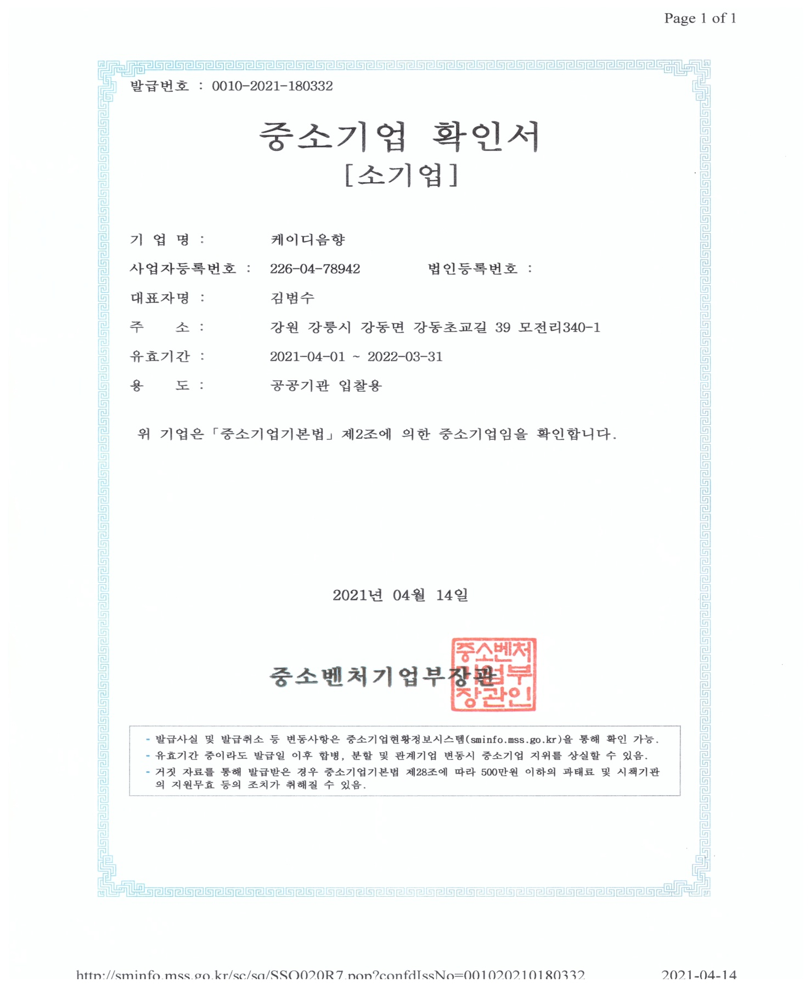 Page 1 of 1
발급번호 : 0010-2021-180332
중소기업 확인서
[소기업]
기 업 명 : 케이디음향
사업자등록번호 : 226-04-78942 법인등록번호 :
대표자명 : 김범수
주 소 : 강원 강릉시 강동면 강동초교길 39 모전리340-1
유효기간 : 2021-04-01 ~ 2022-03-31
용 도 : 공공기관 입찰용
위 기업은「중소기업기본법」제2조에 의한 중소기업임을 확인합니다.
2021년 04월 14일
중소벤처기업부장관
중소벤처
기업부
장관인
- 발급사실 및 발급취소 등 변동사항은 중소기업현황정보시스템(sminfo.mss.go.kr)을 통해 확인 가능.
- 유효기간 중이라도 발급일 이후 합병, 분할 및 관계기업 변동시 중소기업 지위를 상실할 수 있음.
- 거짓 자료를 통해 발급받은 경우 중소기업기본법 제28조에 따라 500만원 이하의 과태료 및 시책기관
의 지원무효 등의 조치가 취해질 수 있음.
http://sminfo.mss.go.kr/sc/sq/SSQ020R7.pop?confdIssNo=001020210180332 2021-04-14